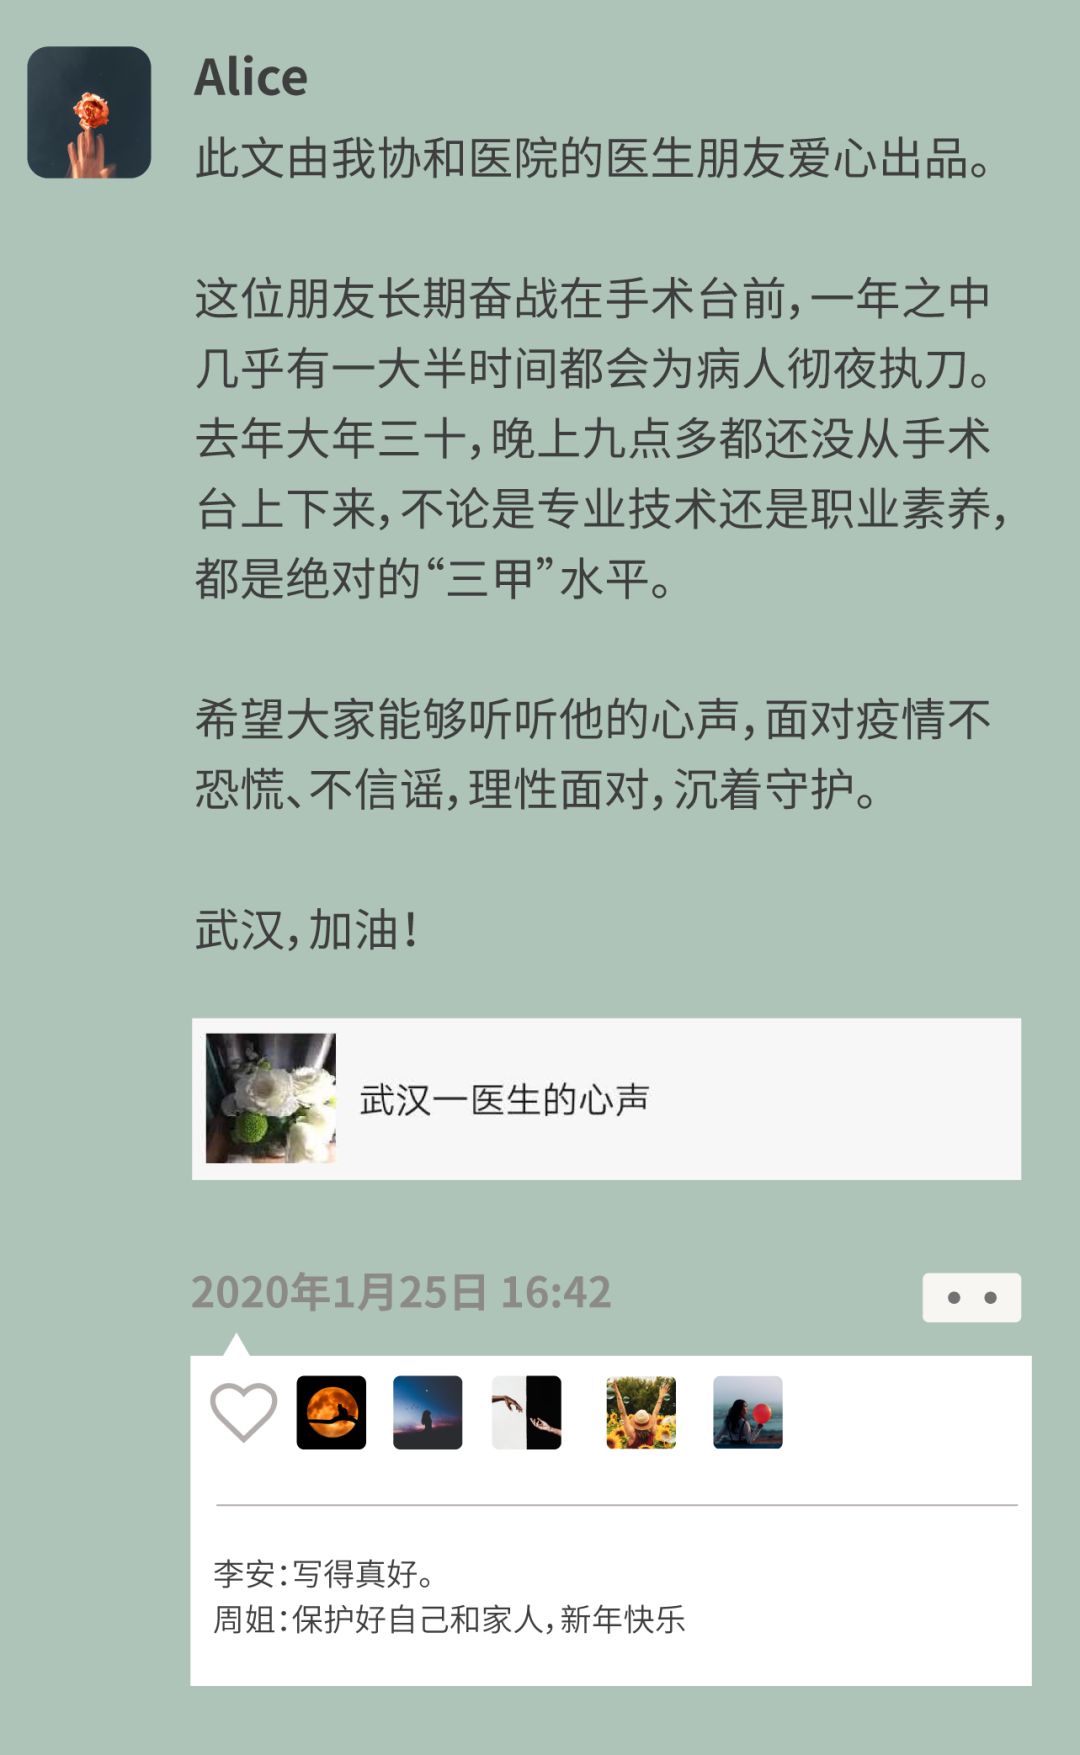 Alice
此文由我协和医院的医生朋友爱心出品。
这位朋友长期奋战在手术台前，一年之中
几乎有一大半时间都会为病人彻夜执刀。
去年大年三十，晚上九点多都还没从手术
台上下来，不论是专业技术还是职业素养，
都是绝对的“三甲”水平。
希望大家能够听听他的心声，面对疫情不
恐慌、不信谣，理性面对，沉着守护。
武汉，加油！
武汉一医生的心声
2020年1月25日 16:42
李安：写得真好。
周姐：保护好自己和家人，新年快乐